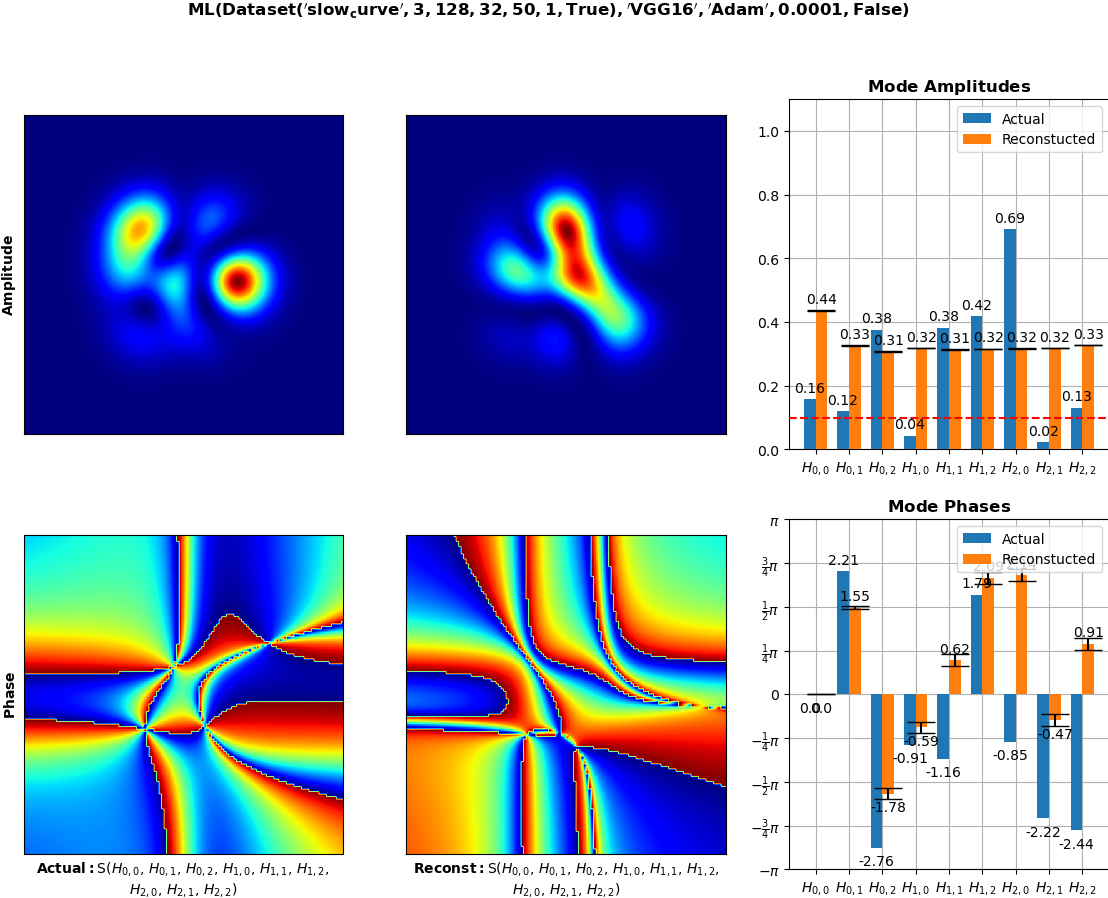 ML(Dataset('slow_curve', 3, 128, 32, 50, 1, True), 'VGG16', 'Adam', 0.0001, False)
Amplitude
Mode Amplitudes
Actual
Reconstucted
1.0
0.8
0.6
0.4
0.2
0.0
0.16
0.44
0.12
0.33
0.38
0.31
0.04
0.32
0.38
0.31
0.42
0.32
0.69
0.32
0.02
0.32
0.13
0.33
H0,0 H0,1 H0,2 H1,0 H1,1 H1,2 H2,0 H2,1 H2,2
Phase
Actual: S(H0,0, H0,1, H0,2, H1,0, H1,1, H1,2,
H2,0, H2,1, H2,2)
Reconst: S(H0,0, H0,1, H0,2, H1,0, H1,1, H1,2,
H2,0, H2,1, H2,2)
Mode Phases
Actual
Reconstucted
π
3/4π
1/2π
1/4π
0
−1/4π
−1/2π
−3/4π
−π
0.0
0.0
2.21
1.55
-2.76
-1.78
-0.91
-0.59
-1.16
0.62
1.79
2.09
-0.85
-2.22
-0.47
-2.44
0.91
H0,0 H0,1 H0,2 H1,0 H1,1 H1,2 H2,0 H2,1 H2,2